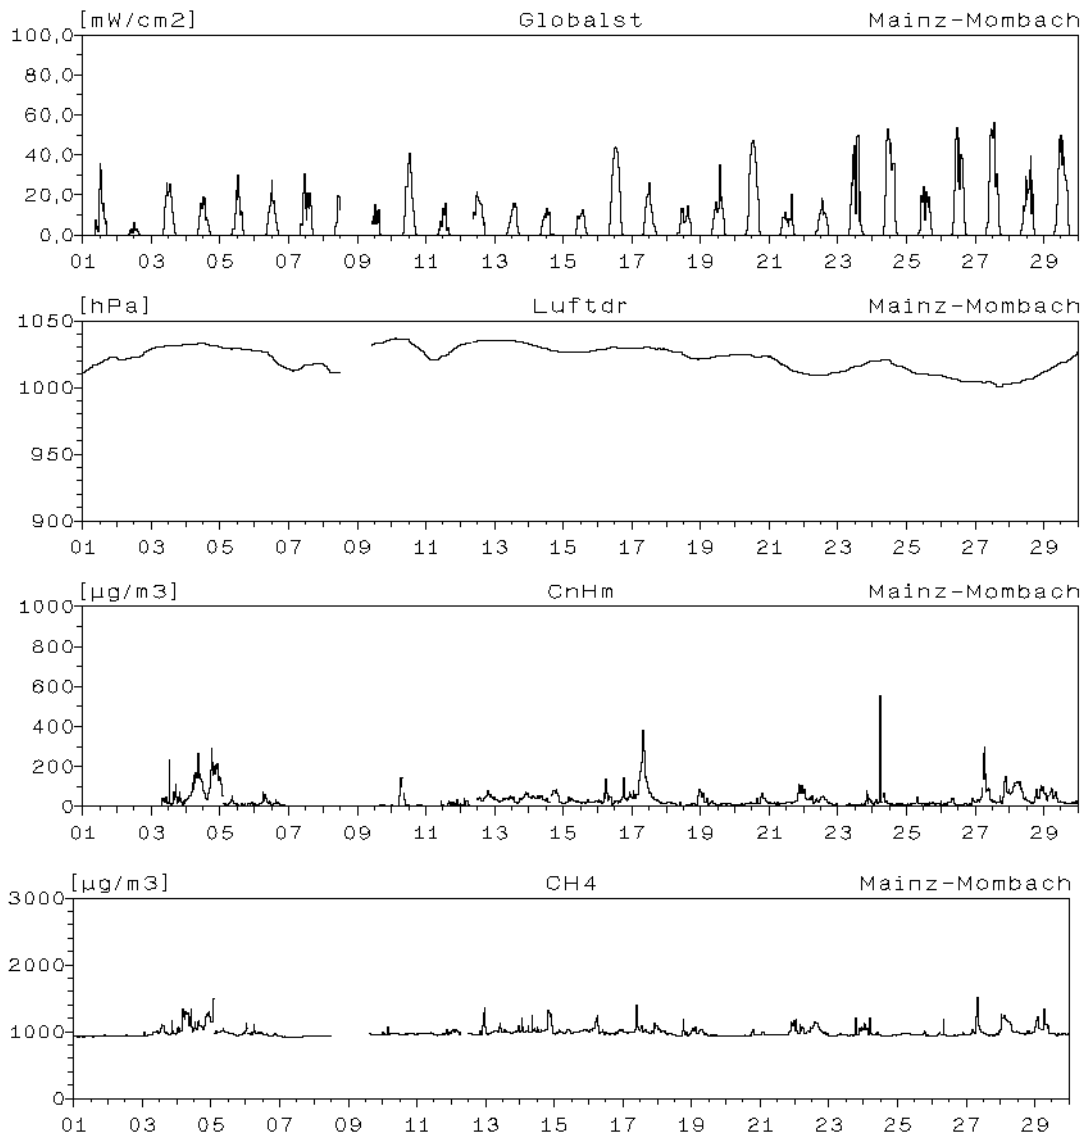 [mW/cm2] Globalst Mainz-Mombach
100,0
80,0
60,0
40,0
20,0
0,0
01 03 05 07 09 11 13 15 17 19 21 23 25 27 29
[hPa] Luftdr Mainz-Mombach
1050
1000
950
900
01 03 05 07 09 11 13 15 17 19 21 23 25 27 29
[µg/m3] CnHm Mainz-Mombach
1000
800
600
400
200
0
01 03 05 07 09 11 13 15 17 19 21 23 25 27 29
[µg/m3] CH4 Mainz-Mombach
3000
2000
1000
0
01 03 05 07 09 11 13 15 17 19 21 23 25 27 29